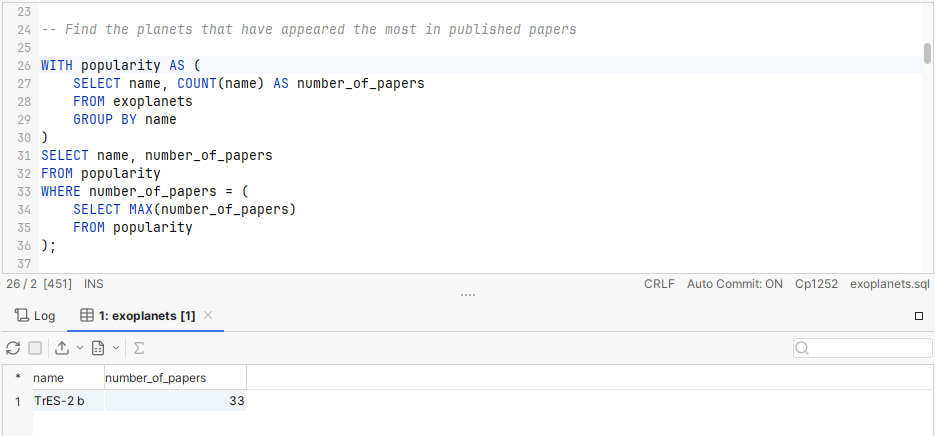 23
24 -- Find the planets that have appeared the most in published papers
25
26 WITH popularity AS (
27     SELECT name, COUNT(name) AS number_of_papers
28     FROM exoplanets
29     GROUP BY name
30 )
31 SELECT name, number_of_papers
32 FROM popularity
33 WHERE number_of_papers = (
34     SELECT MAX(number_of_papers)
35     FROM popularity
36 );
37
26 / 2 [451] INS CRLF Auto Commit: ON Cp1252 exoplanets.sql
Log 1: exoplanets [1]
* name number_of_papers
1 TrES-2 b 33